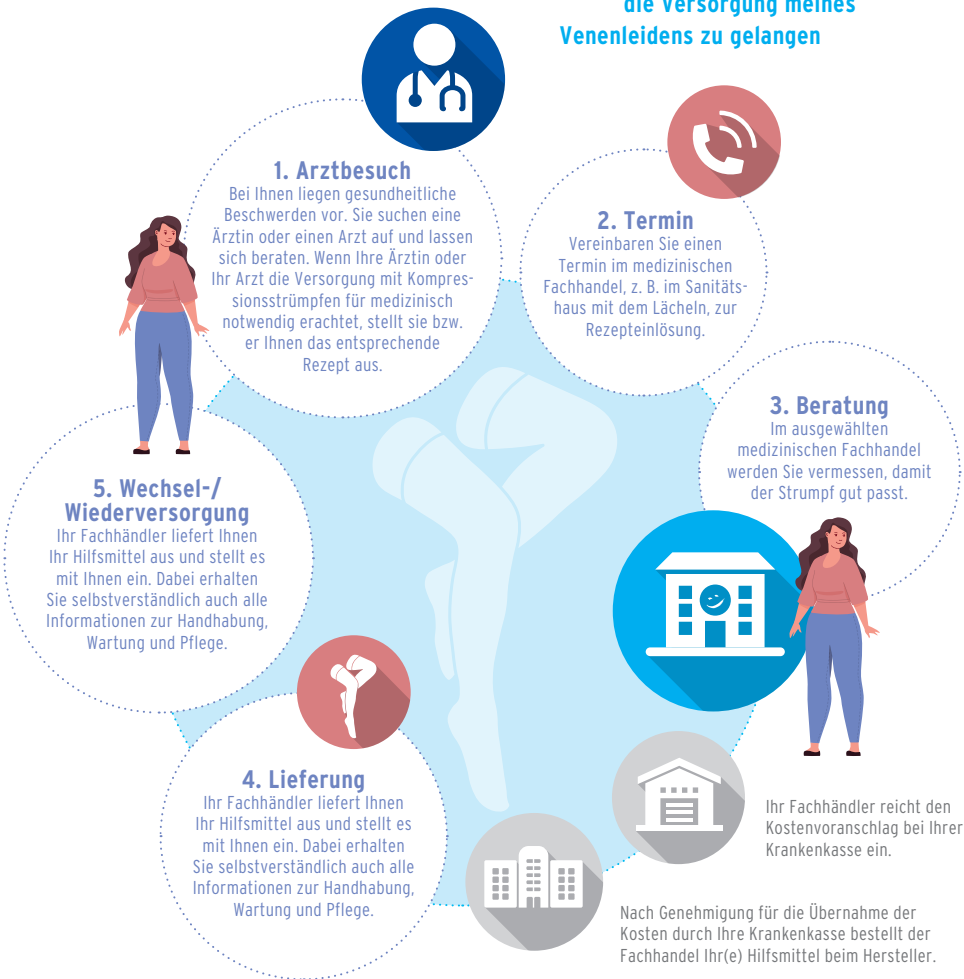 die Versorgung meines
Venenleidens zu gelangen
1. Arztbesuch
Bei Ihnen liegen gesundheitliche
Beschwerden vor. Sie suchen eine
Ärztin oder einen Arzt auf und lassen
sich beraten. Wenn Ihre Ärztin oder
Ihr Arzt die Versorgung mit Kompres-
sionsstrümpfen für medizinisch
notwendig erachtet, stellt sie bzw.
er Ihnen das entsprechende
Rezept aus.
2. Termin
Vereinbaren Sie einen
Termin im medizinischen
Fachhandel, z. B. im Sanitäts-
haus mit dem Lächeln, zur
Rezepteinlösung.
3. Beratung
Im ausgewählten
medizinischen Fachhandel
werden Sie vermessen, damit
der Strumpf gut passt.
Ihr Fachhändler reicht den
Kostenvoranschlag bei Ihrer
Krankenkasse ein.
Nach Genehmigung für die Übernahme der
Kosten durch Ihre Krankenkasse bestellt der
Fachhandel Ihr(e) Hilfsmittel beim Hersteller.
4. Lieferung
Ihr Fachhändler liefert Ihnen
Ihr Hilfsmittel aus und stellt es
mit Ihnen ein. Dabei erhalten
Sie selbstverständlich auch alle
Informationen zur Handhabung,
Wartung und Pflege.
5. Wechsel-/
Wiederversorgung
Ihr Fachhändler liefert Ihnen
Ihr Hilfsmittel aus und stellt es
mit Ihnen ein. Dabei erhalten
Sie selbstverständlich auch alle
Informationen zur Handhabung,
Wartung und Pflege.